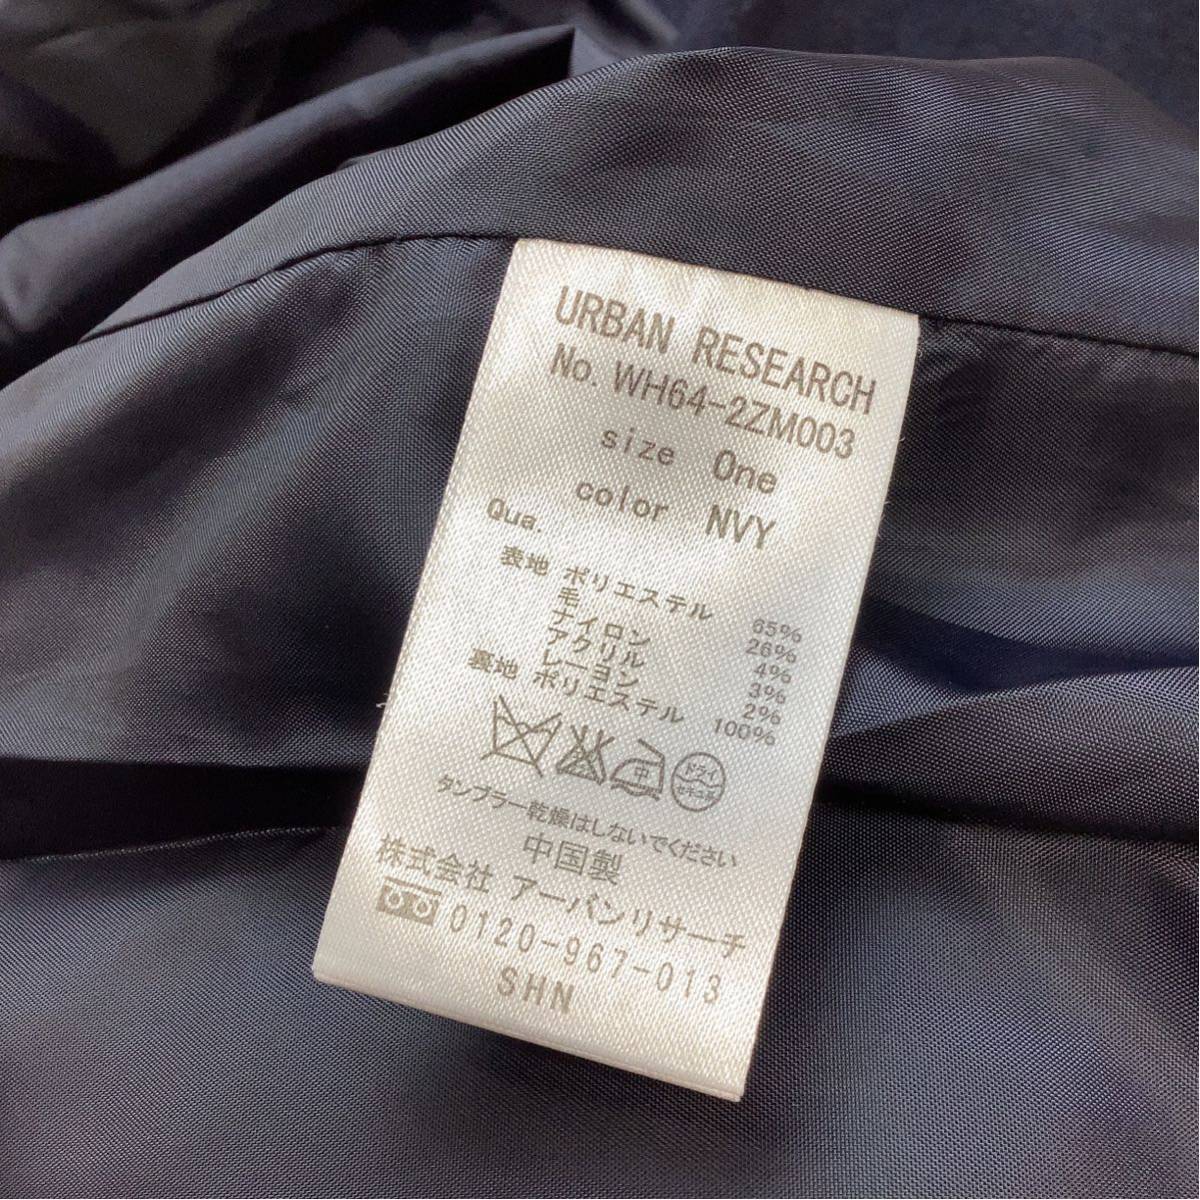 URBAN RESEARCH
No. WH64-2ZM003
size One
color NVY
Qua.
表地 ポリエステル 65%
毛 26%
ナイロン 4%
アクリル 3%
レーヨン 2%
裏地 ポリエステル 100%
中 ドライ セキユ系
タンブラー乾燥はしないでください
中国製
株式会社 アーバンリサーチ
0120-967-013
SHN